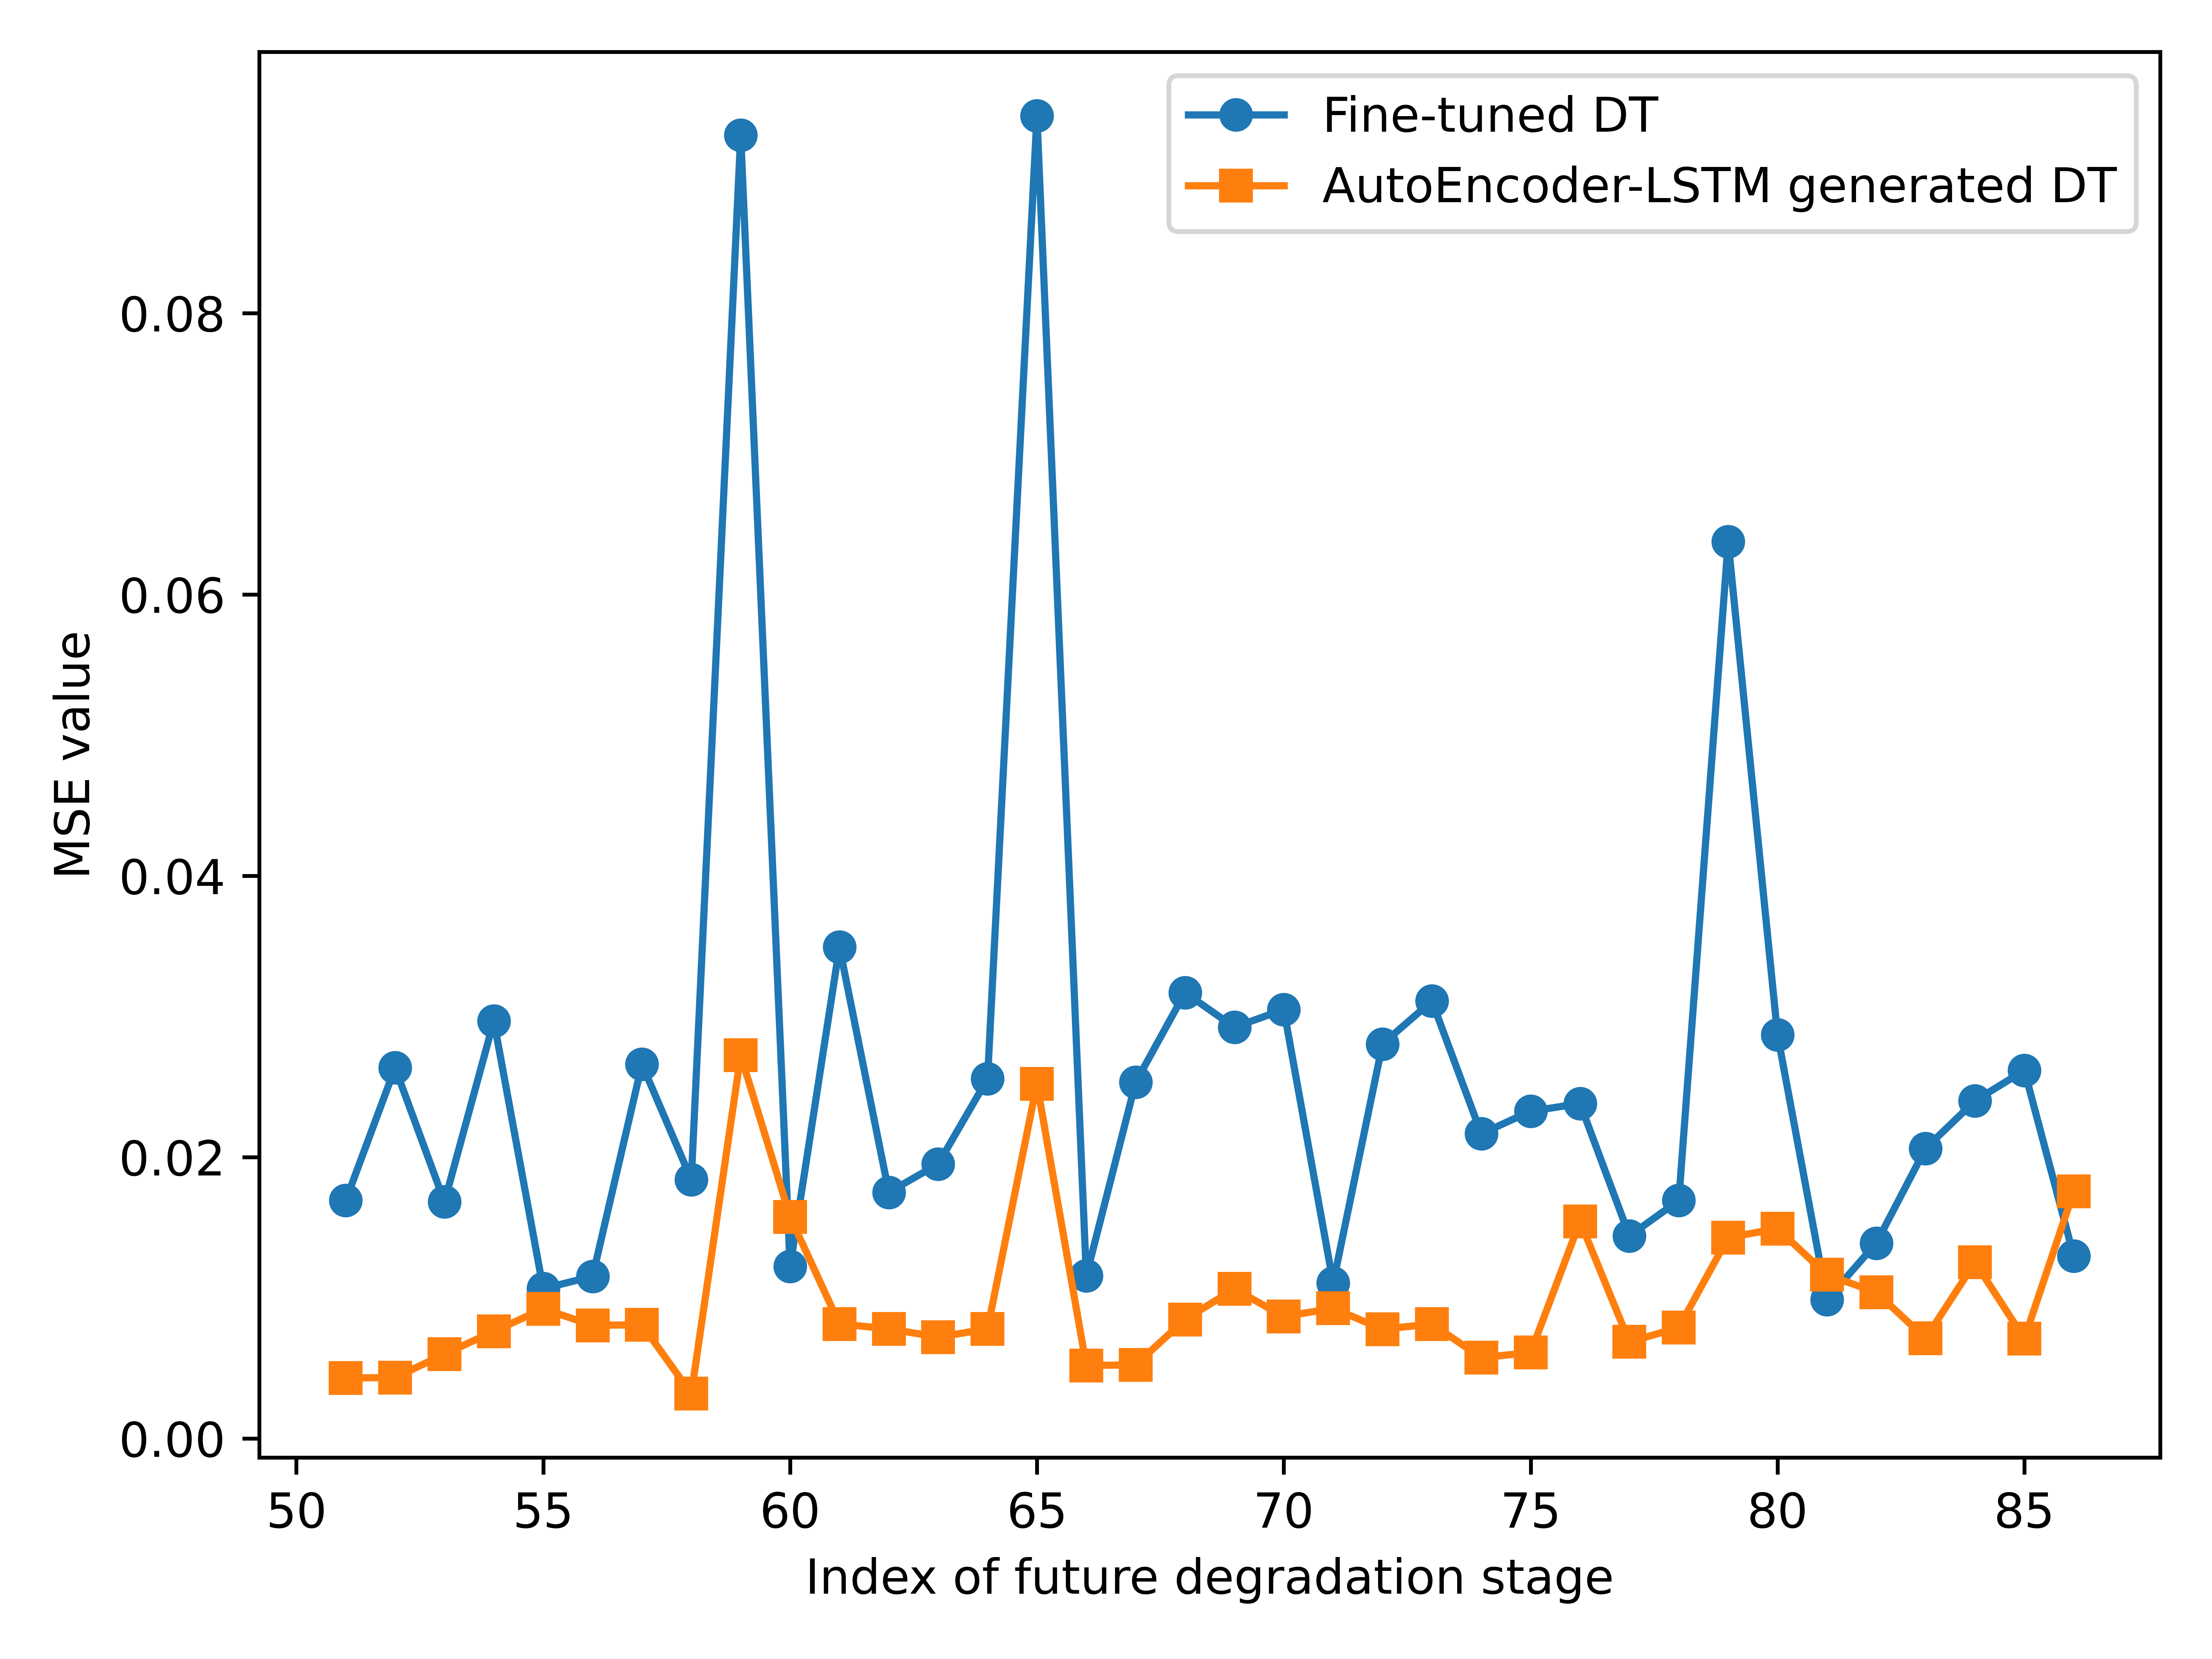 Fine-tuned DT
AutoEncoder-LSTM generated DT
0.08
0.06
0.04
0.02
0.00
MSE value
50 55 60 65 70 75 80 85
Index of future degradation stage